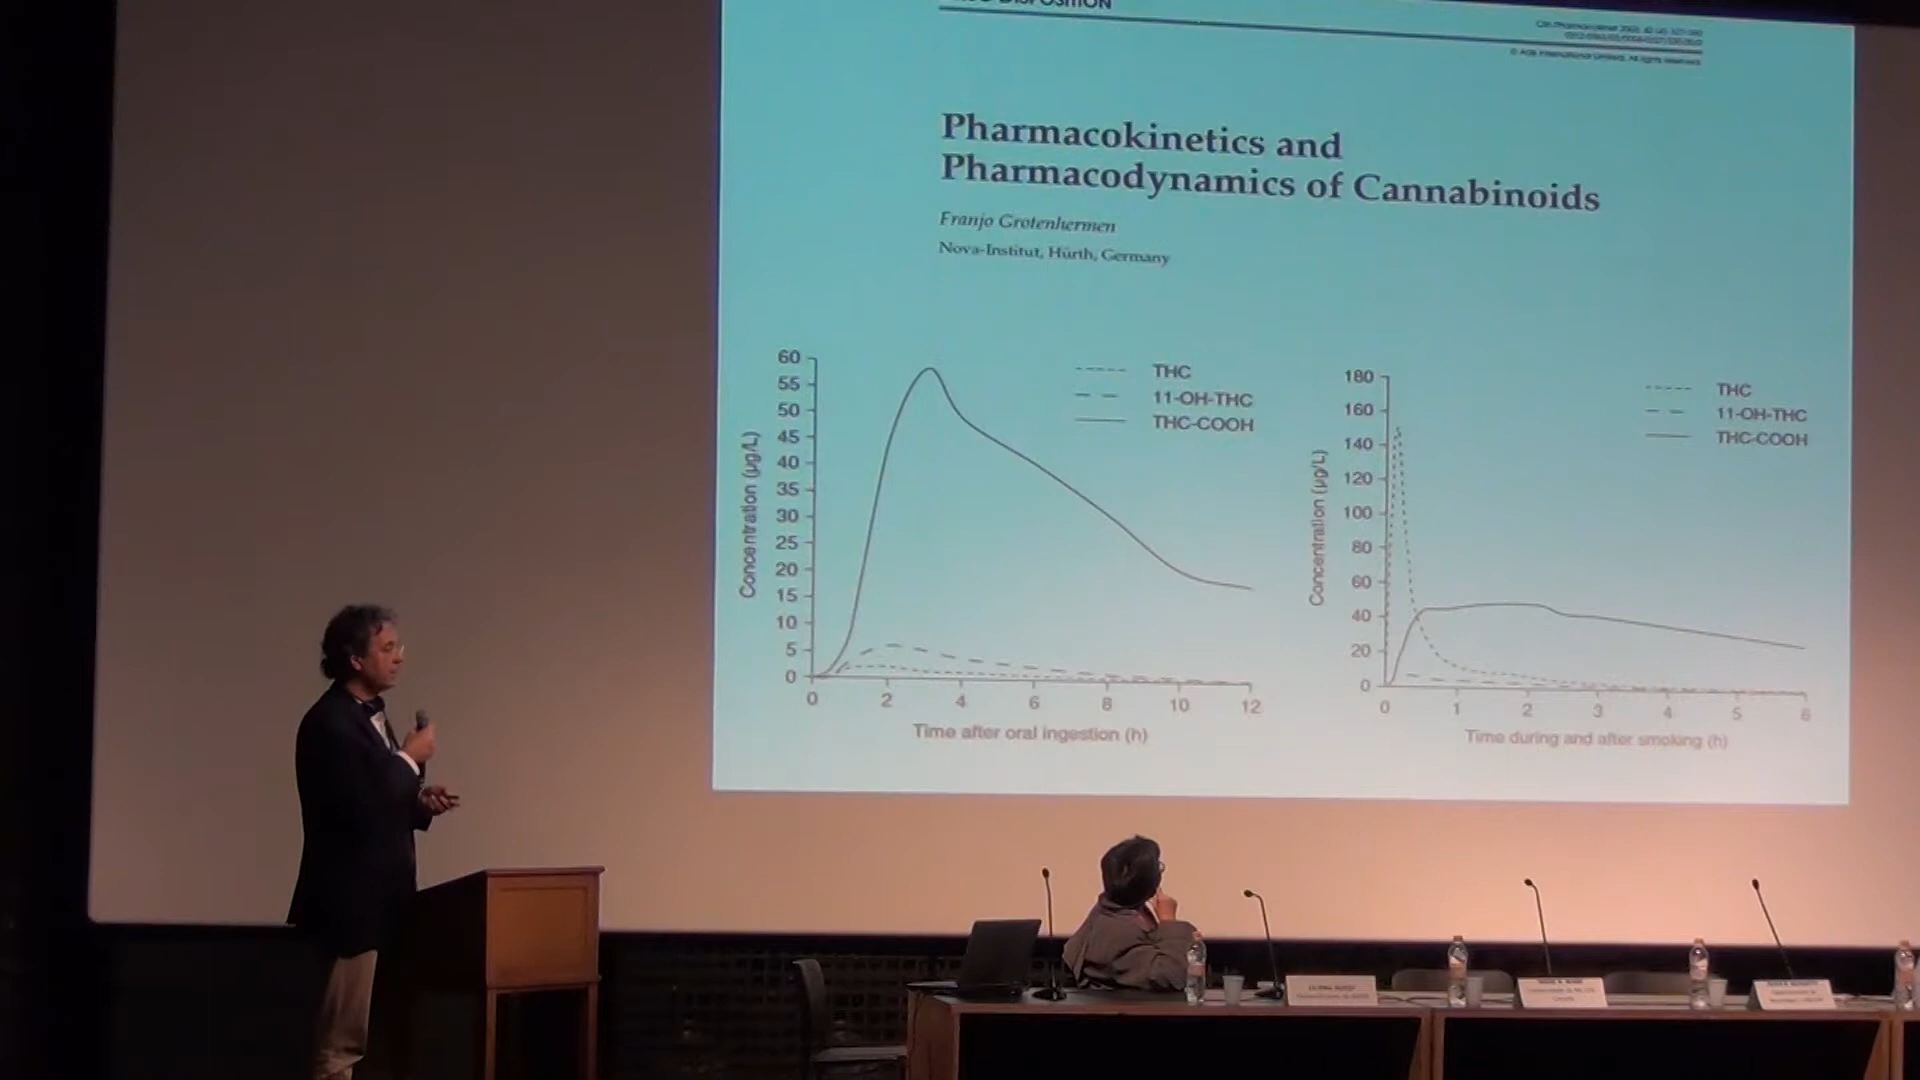 DISPOSITION
Pharmacokinetics and
Pharmacodynamics of Cannabinoids
Franjo Grotenhermen
Nova-Institut, Hürth, Germany
60
55
50
45
40
35
30
25
20
15
10
5
0
Concentration (µg/L)
THC
11-OH-THC
THC-COOH
0 2 4 6 8 10 12
Time after oral ingestion (h)
180
160
140
120
100
80
60
40
20
0
Concentration (µg/L)
THC
11-OH-THC
THC-COOH
0 1 2 3 4 5 6
Time during and after smoking (h)